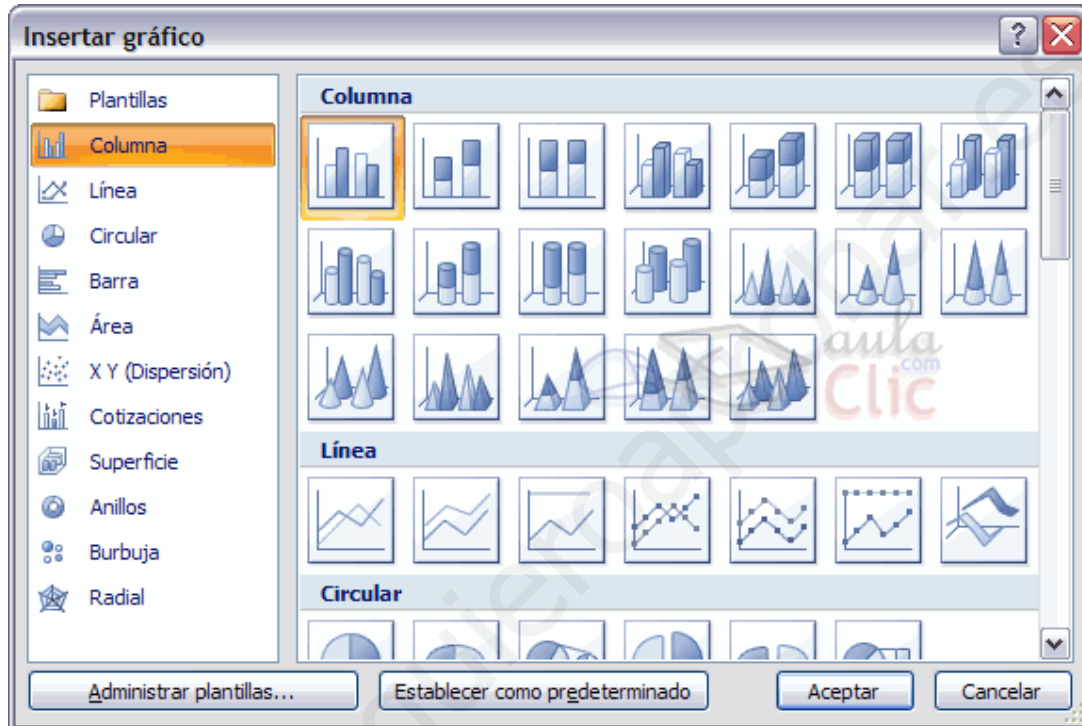 Insertar gráfico
Plantillas
Columna
Línea
Circular
Barra
Área
X Y (Dispersión)
Cotizaciones
Superficie
Anillos
Burbuja
Radial
Columna
aula
.com
Clic
Línea
Circular
Administrar plantillas...
Establecer como predeterminado
Aceptar
Cancelar